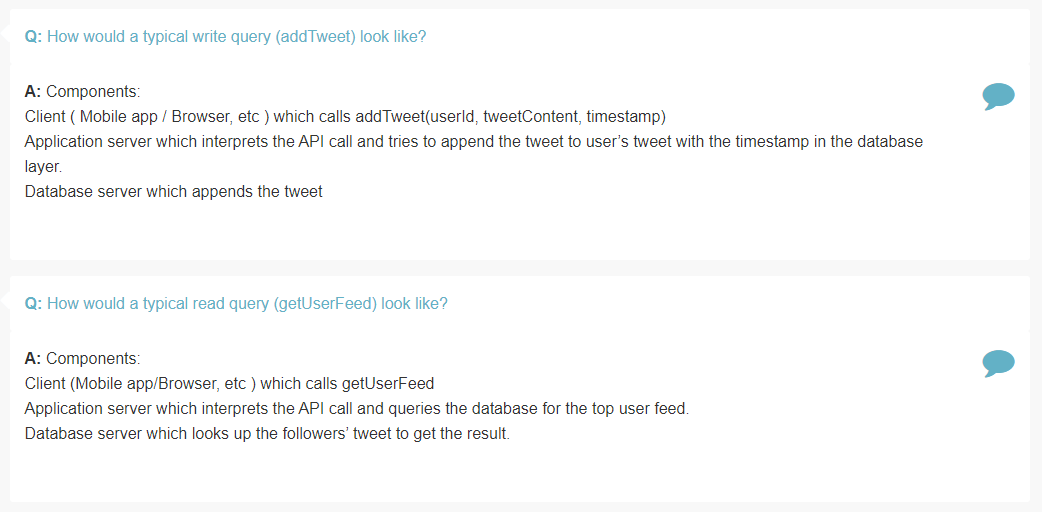 Q: How would a typical write query (addTweet) look like?
A: Components:
Client ( Mobile app / Browser, etc ) which calls addTweet(userId, tweetContent, timestamp)
Application server which interprets the API call and tries to append the tweet to user’s tweet with the timestamp in the database
layer.
Database server which appends the tweet
Q: How would a typical read query (getUserFeed) look like?
A: Components:
Client (Mobile app/Browser, etc ) which calls getUserFeed
Application server which interprets the API call and queries the database for the top user feed.
Database server which looks up the followers’ tweet to get the result.